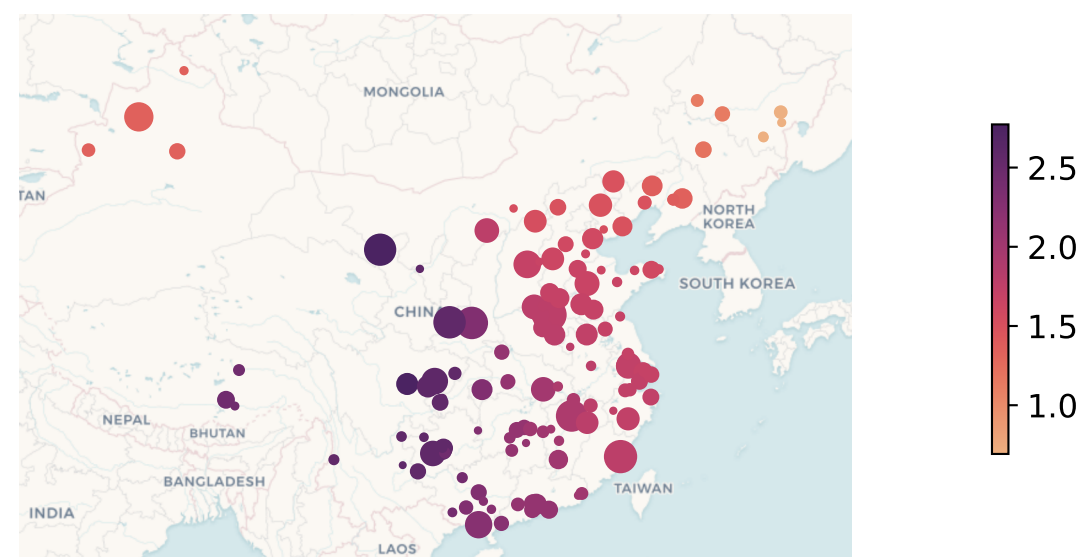 MONGOLIA
TAN
NORTH
KOREA
SOUTH KOREA
CHINA
NEPAL
BHUTAN
BANGLADESH
TAIWAN
INDIA
LAOS
2.5
2.0
1.5
1.0